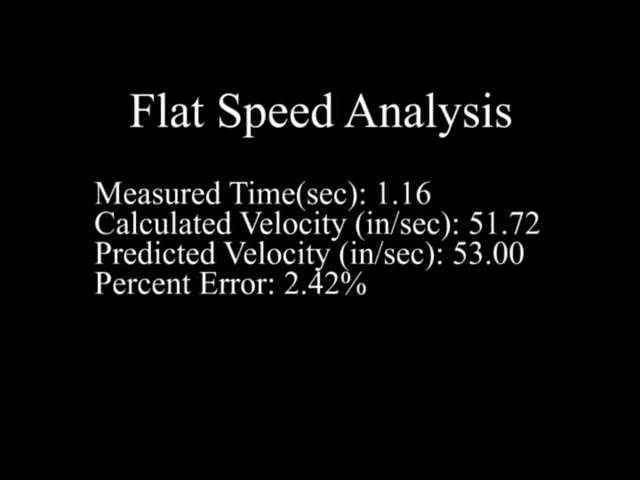 Flat Speed Analysis
Measured Time(sec): 1.16
Calculated Velocity (in/sec): 51.72
Predicted Velocity (in/sec): 53.00
Percent Error: 2.42%